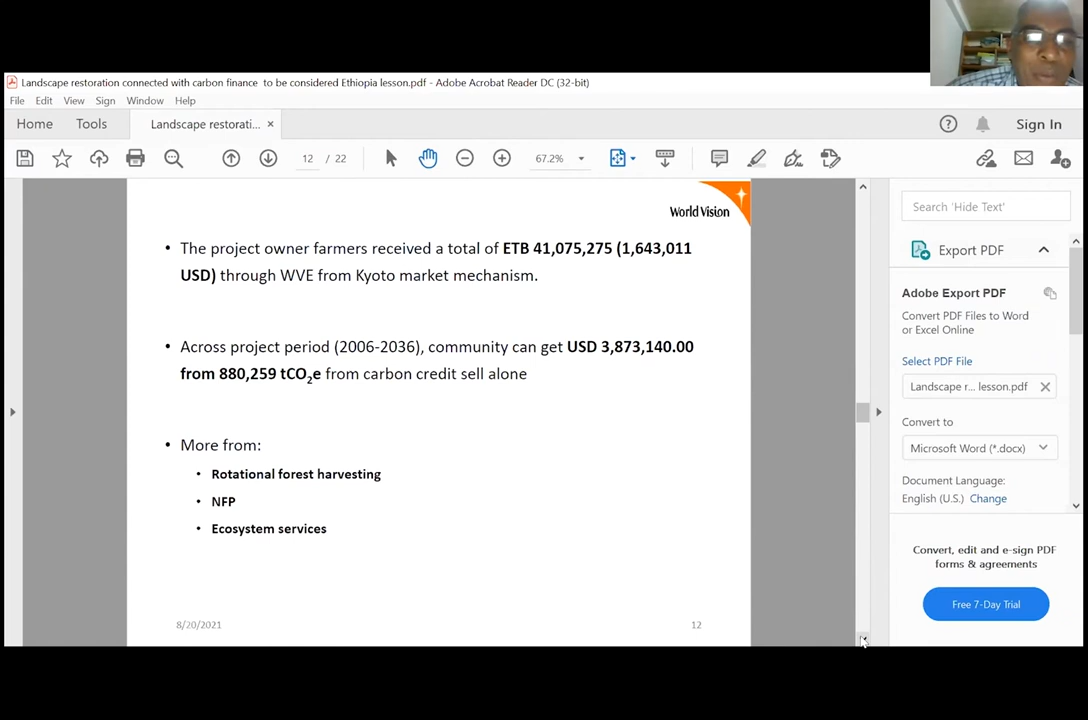 Landscape restoration connected with carbon finance to be considered Ethiopia lesson.pdf - Adobe Acrobat Reader DC (32-bit)
File Edit View Sign Window Help
Home Tools Landscape restorati... × Sign In
12 / 22 67.2%
World Vision
• The project owner farmers received a total of ETB 41,075,275 (1,643,011
USD) through WVE from Kyoto market mechanism.
• Across project period (2006-2036), community can get USD 3,873,140.00
from 880,259 tCO₂e from carbon credit sell alone
• More from:
• Rotational forest harvesting
• NFP
• Ecosystem services
8/20/2021 12
Search 'Hide Text'
Export PDF
Adobe Export PDF
Convert PDF Files to Word
or Excel Online
Select PDF File
Landscape r... lesson.pdf
Convert to
Microsoft Word (*.docx)
Document Language:
English (U.S.) Change
Convert, edit and e-sign PDF
forms & agreements
Free 7-Day Trial